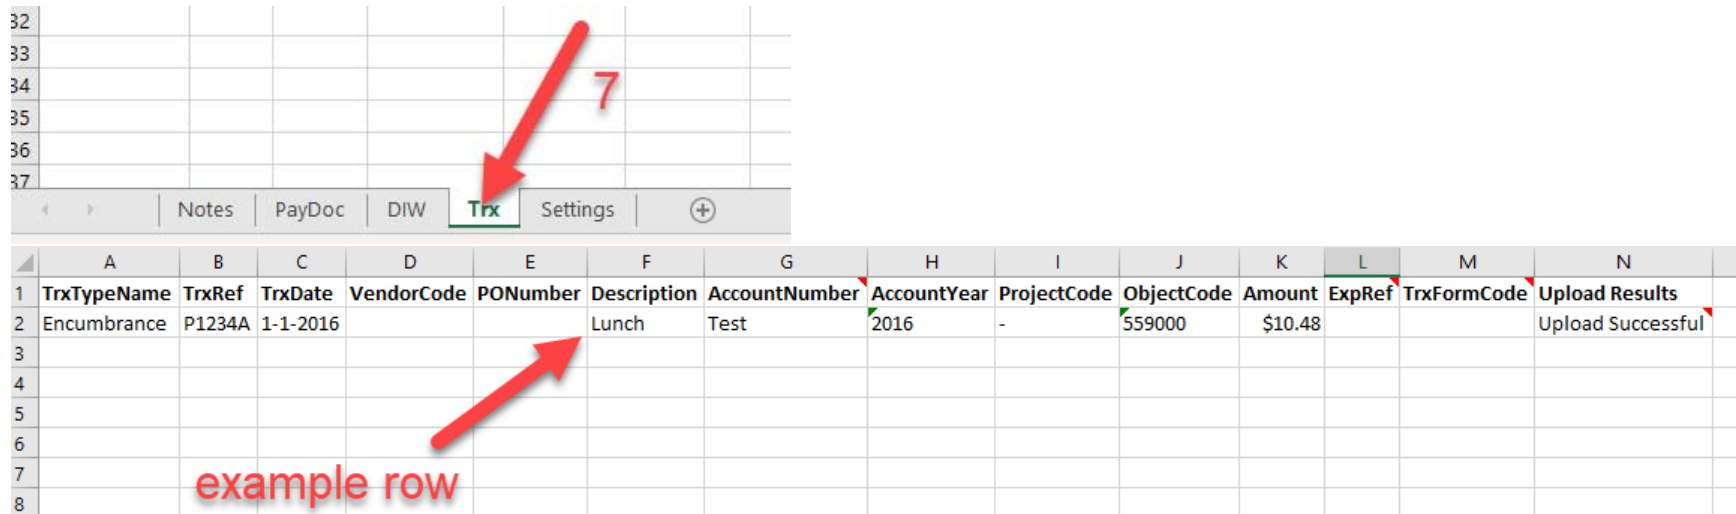 32
33
34
7
35
36
37
Notes PayDoc DIW Trx Settings
A B C D E F G H I J K L M N
1 TrxTypeName TrxRef TrxDate VendorCode PONumber Description AccountNumber AccountYear ProjectCode ObjectCode Amount ExpRef TrxFormCode Upload Results
2 Encumbrance P1234A 1-1-2016 Lunch Test 2016 - 559000 $10.48 Upload Successful
3
4
5
6
7
example row
8